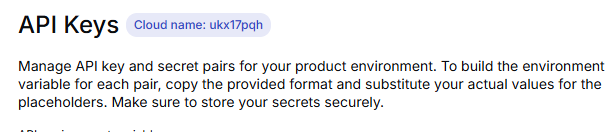 API Keys Cloud name: ukx17pqh
Manage API key and secret pairs for your product environment. To build the environment
variable for each pair, copy the provided format and substitute your actual values for the
placeholders. Make sure to store your secrets securely.